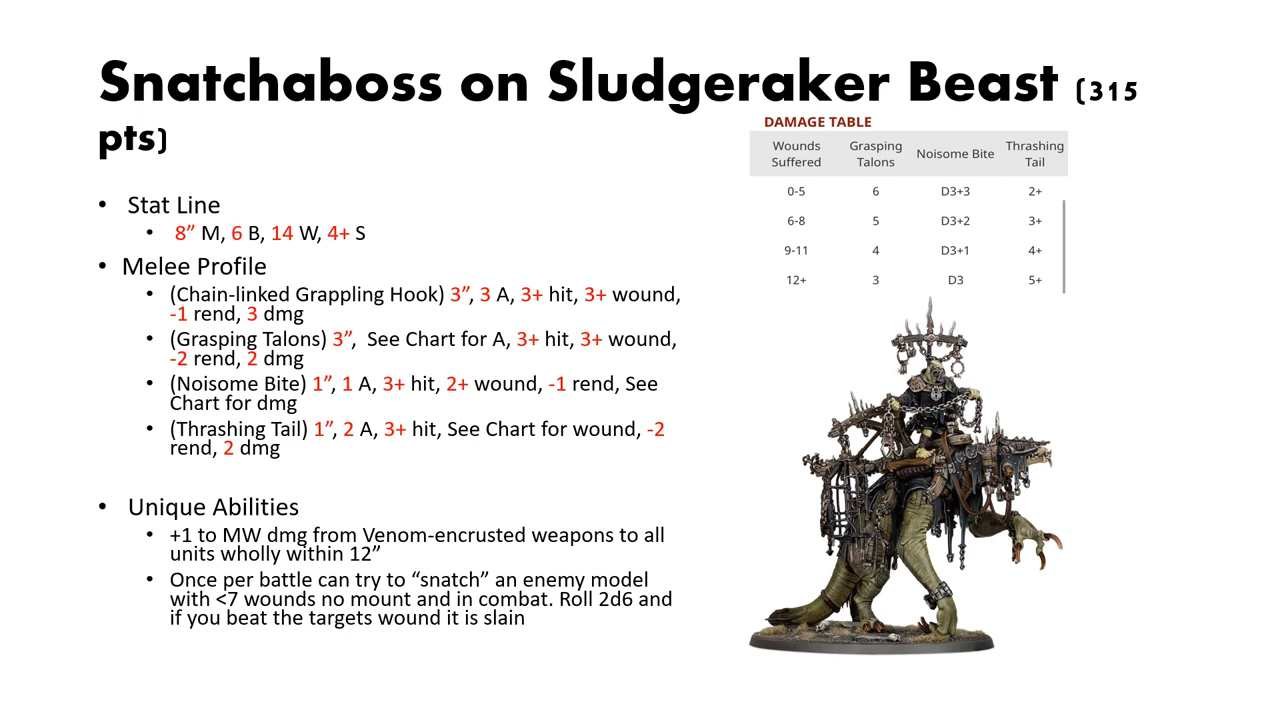 Snatchaboss on Sludgeraker Beast (315
pts)
• Stat Line
• 8” M, 6 B, 14 W, 4+ S
• Melee Profile
• (Chain-linked Grappling Hook) 3”, 3 A, 3+ hit, 3+ wound,
-1 rend, 3 dmg
• (Grasping Talons) 3”, See Chart for A, 3+ hit, 3+ wound,
-2 rend, 2 dmg
• (Noisome Bite) 1”, 1 A, 3+ hit, 2+ wound, -1 rend, See
Chart for dmg
• (Thrashing Tail) 1”, 2 A, 3+ hit, See Chart for wound, -2
rend, 2 dmg
• Unique Abilities
• +1 to MW dmg from Venom-encrusted weapons to all
units wholly within 12”
• Once per battle can try to “snatch” an enemy model
with <7 wounds no mount and in combat. Roll 2d6 and
if you beat the targets wound it is slain
DAMAGE TABLE
Wounds Suffered Grasping Talons Noisome Bite Thrashing Tail
0-5 6 D3+3 2+
6-8 5 D3+2 3+
9-11 4 D3+1 4+
12+ 3 D3 5+